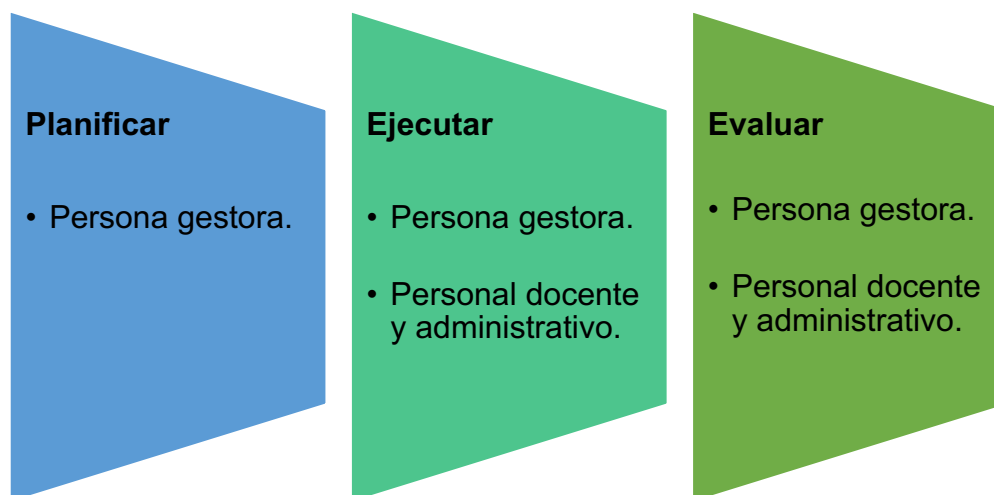 Planificar
• Persona gestora.
Ejecutar
• Persona gestora.
• Personal docente
y administrativo.
Evaluar
• Persona gestora.
• Personal docente
y administrativo.